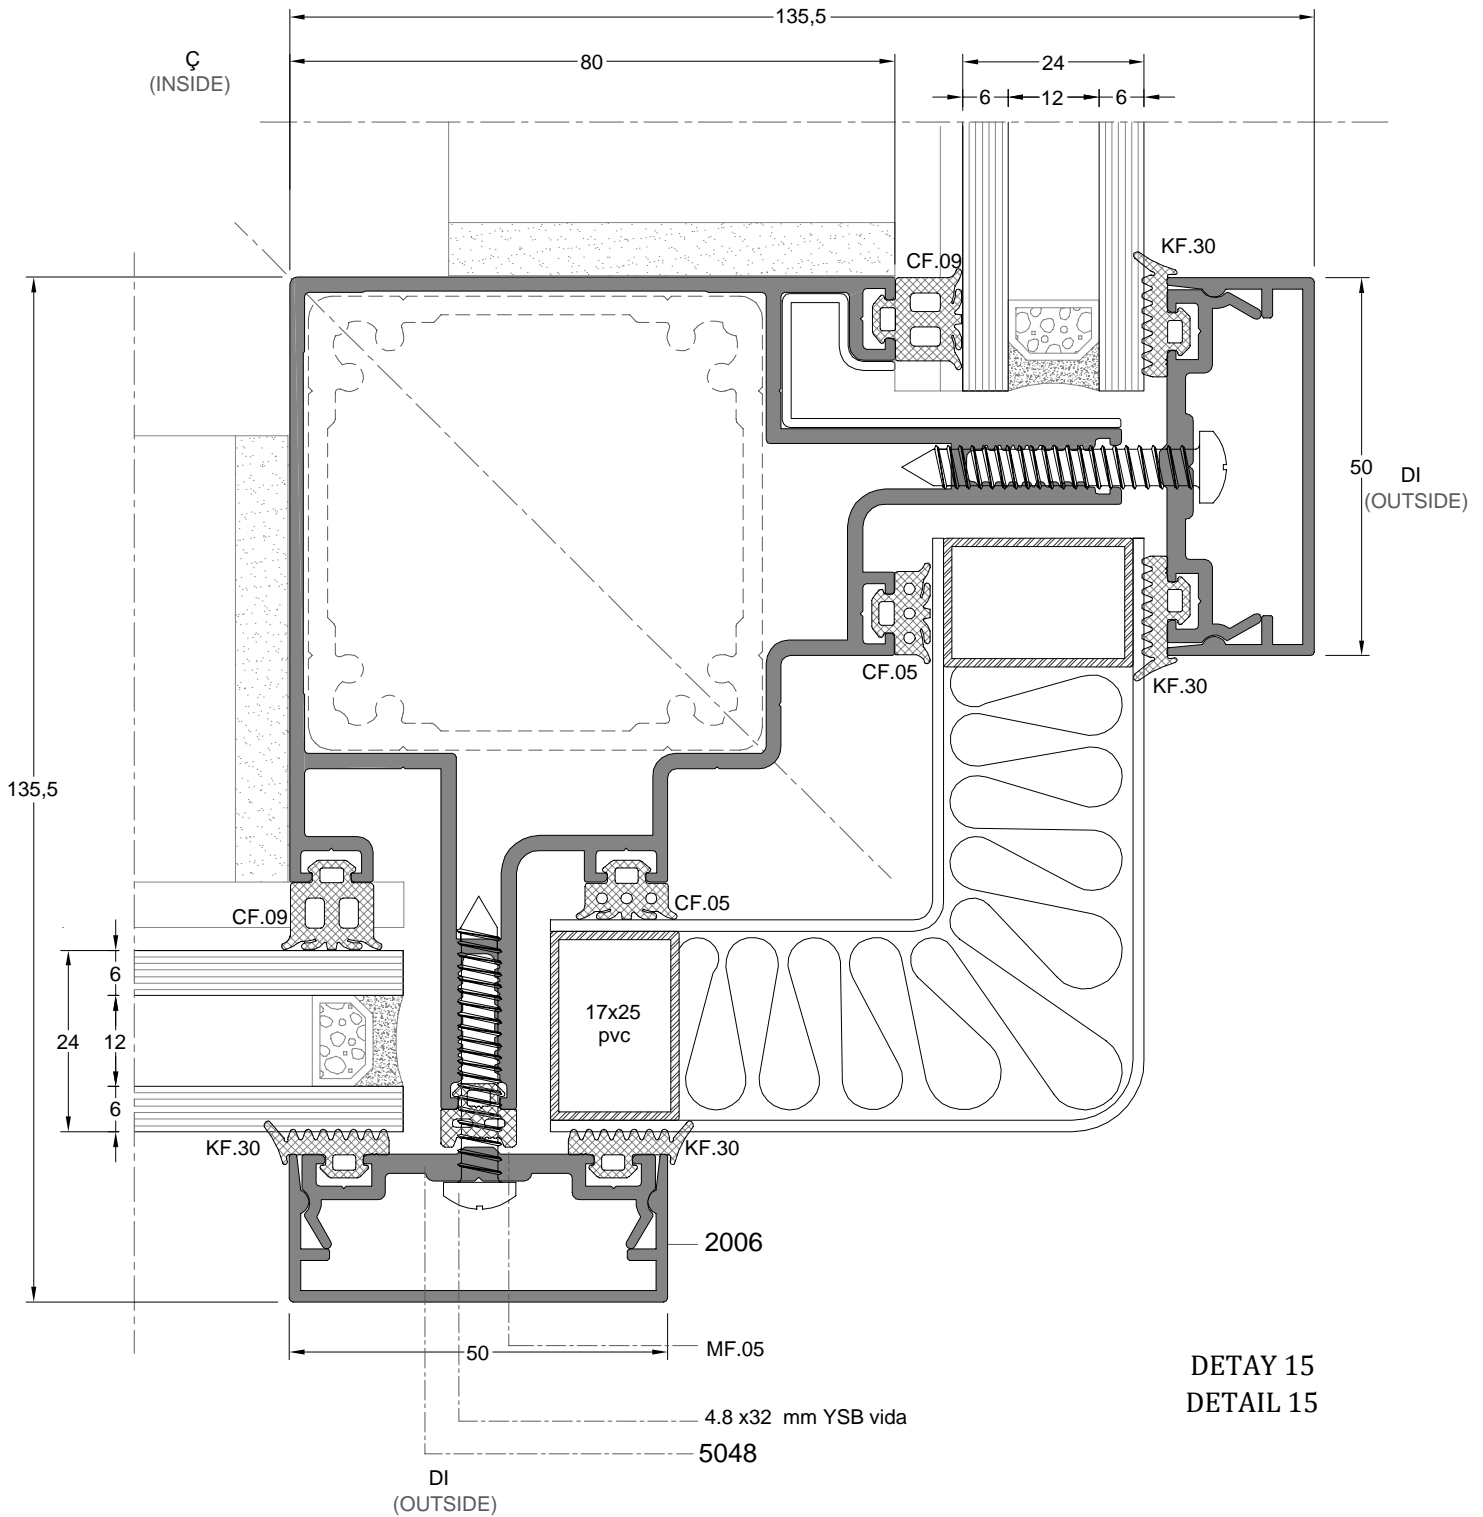 135,5
Ç
(INSIDE)
80
24
6
12
6
CF.09
KF.30
50
DI
(OUTSIDE)
CF.05
KF.30
135,5
CF.09
CF.05
6
24
12
6
17x25
pvc
KF.30
KF.30
2006
50
MF.05
4.8 x32 mm YSB vida
5048
DI
(OUTSIDE)
DETAY 15
DETAIL 15